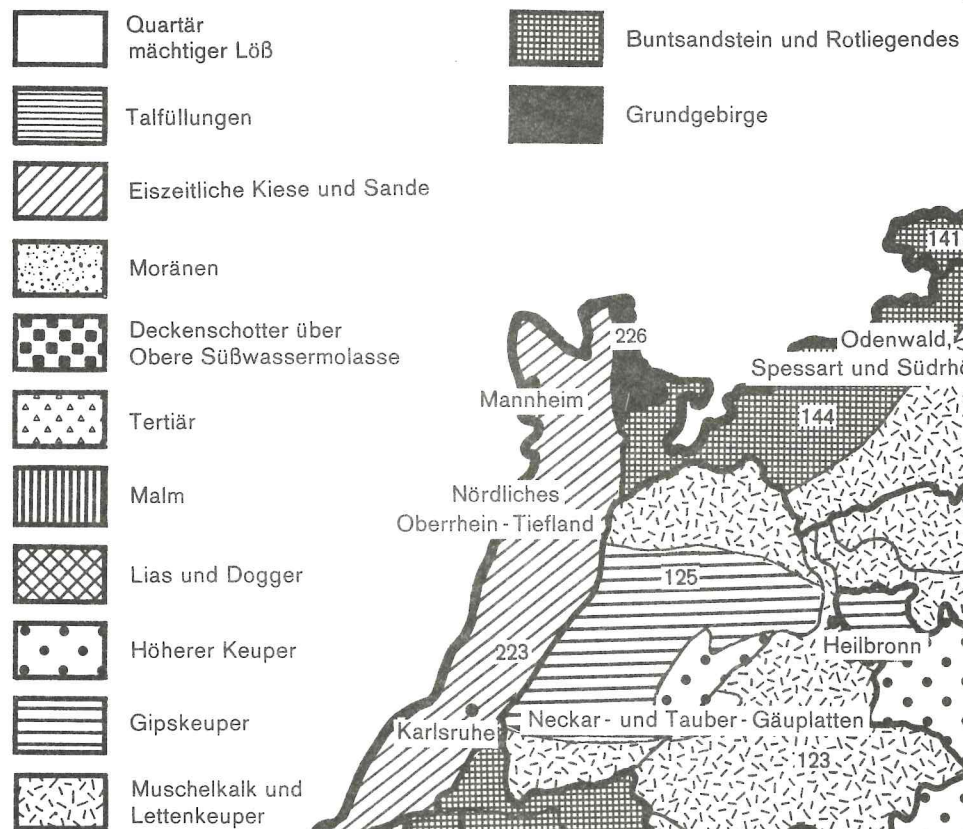 Quartär
mächtiger Löß
Talfüllungen
Eiszeitliche Kiese und Sande
Moränen
Deckenschotter über
Obere Süßwassermolasse
Tertiär
Malm
Lias und Dogger
Höherer Keuper
Gipskeuper
Muschelkalk und
Lettenkeuper
Buntsandstein und Rotliegendes
Grundgebirge
141
226
Odenwald,
Spessart und
Mannheim
144
Nördliches
Oberrhein-Tiefland
125
Heilbronn
223
Karlsruhe
Neckar- und Tauber-Gäuplatten
123